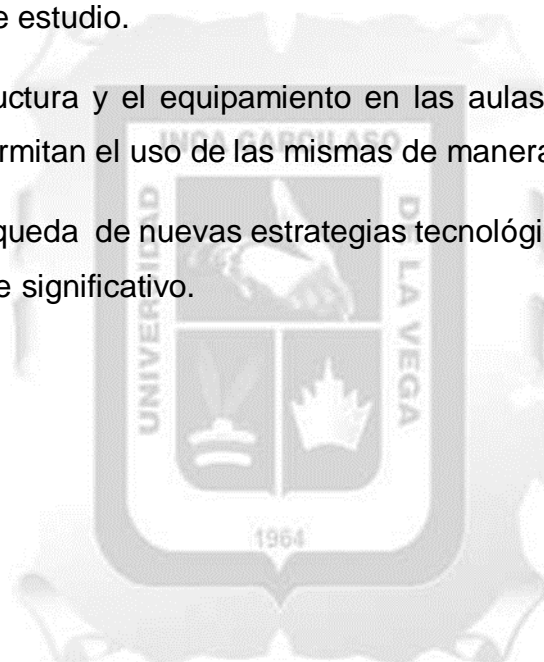 e estudio.
uctura y el equipamiento en las aulas
rmitan el uso de las mismas de manera
queda de nuevas estrategias tecnológi
e significativo.
UNIVERSIDAD
INCA GARCILASO
DE LA VEGA
1964